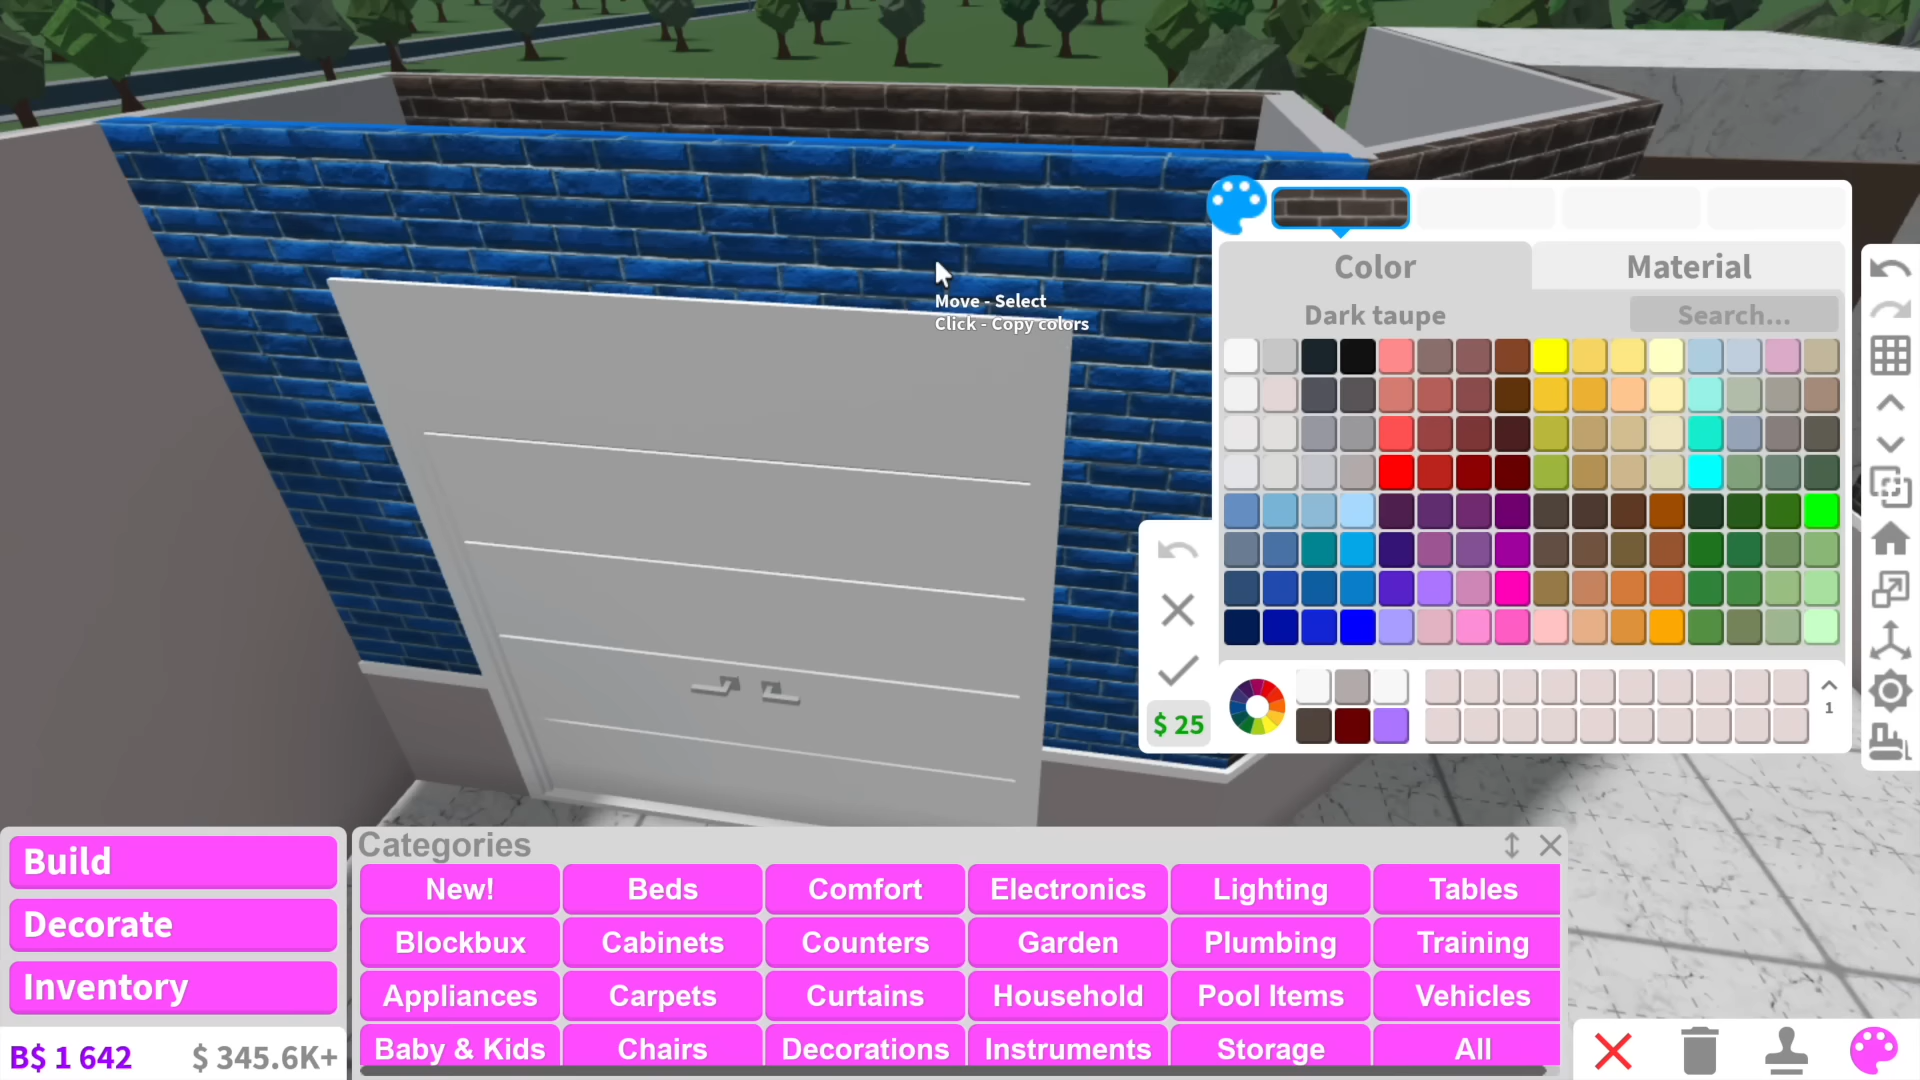 Move - Select
Click - Copy colors
Color
Material
Dark taupe
Search...
$ 25
1
Build
Decorate
Inventory
B$ 1 642
$ 345.6K+
Categories
New!
Beds
Comfort
Electronics
Lighting
Tables
Blockbux
Cabinets
Counters
Garden
Plumbing
Training
Appliances
Carpets
Curtains
Household
Pool Items
Vehicles
Baby & Kids
Chairs
Decorations
Instruments
Storage
All